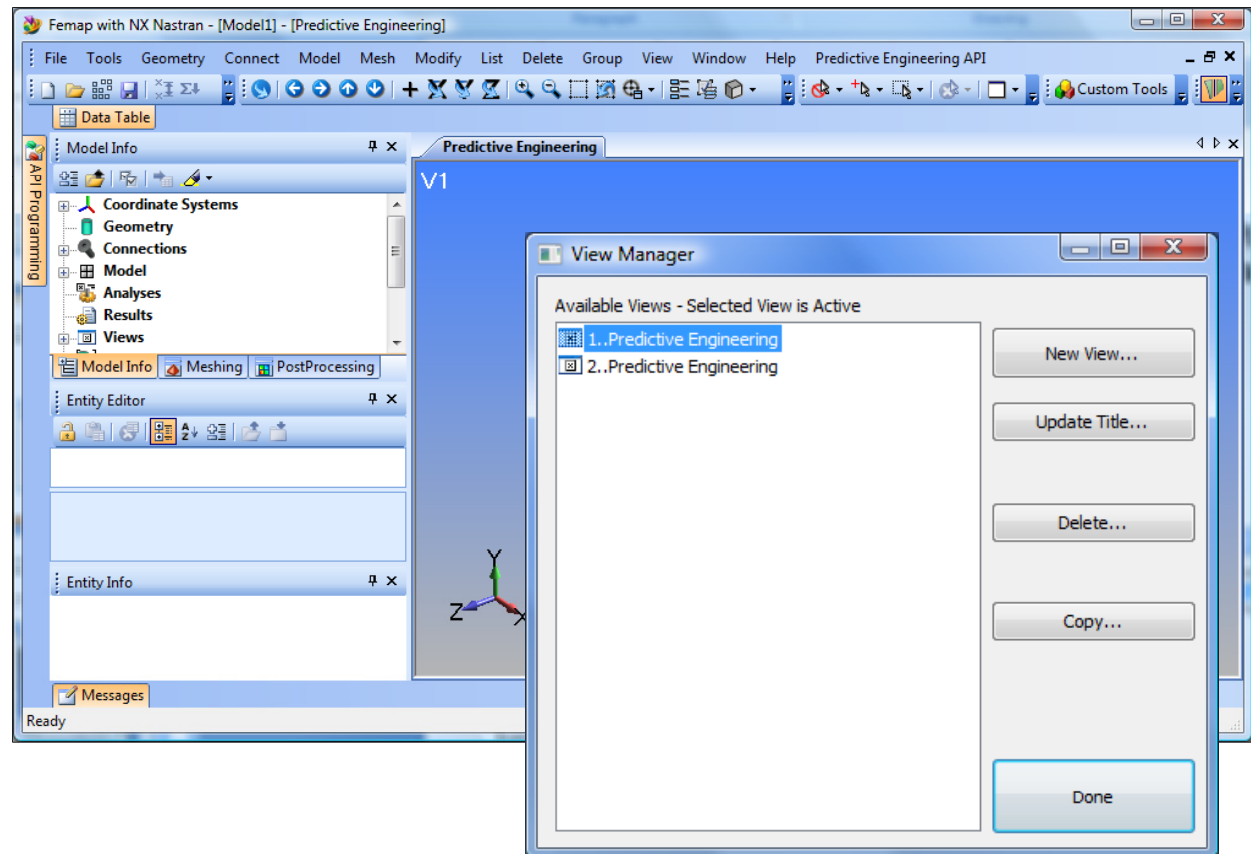 Femap with NX Nastran - [Model1] - [Predictive Engineering]
File Tools Geometry Connect Model Mesh Modify List Delete Group View Window Help Predictive Engineering API
Custom Tools
Data Table
API Programming
Model Info
Predictive Engineering
V1
Coordinate Systems
Geometry
Connections
Model
Analyses
Results
Views
Model Info Meshing PostProcessing
Entity Editor
Entity Info
Y
Z
X
Messages
Ready
View Manager
Available Views - Selected View is Active
1..Predictive Engineering
2..Predictive Engineering
New View...
Update Title...
Delete...
Copy...
Done